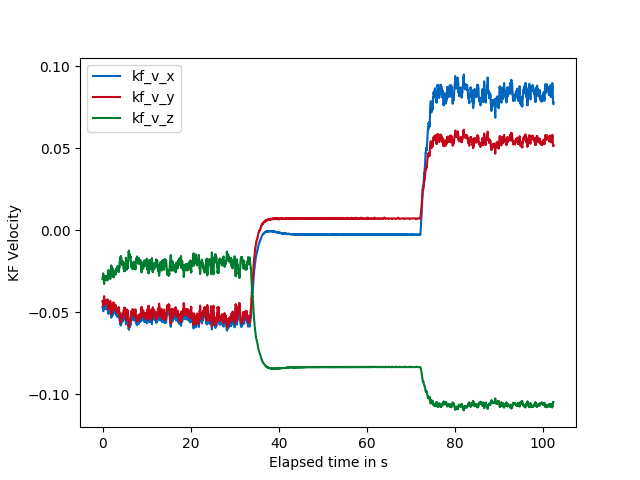 kf_v_x
kf_v_y
kf_v_z
0.10
0.05
0.00
−0.05
−0.10
KF Velocity
0 20 40 60 80 100
Elapsed time in s